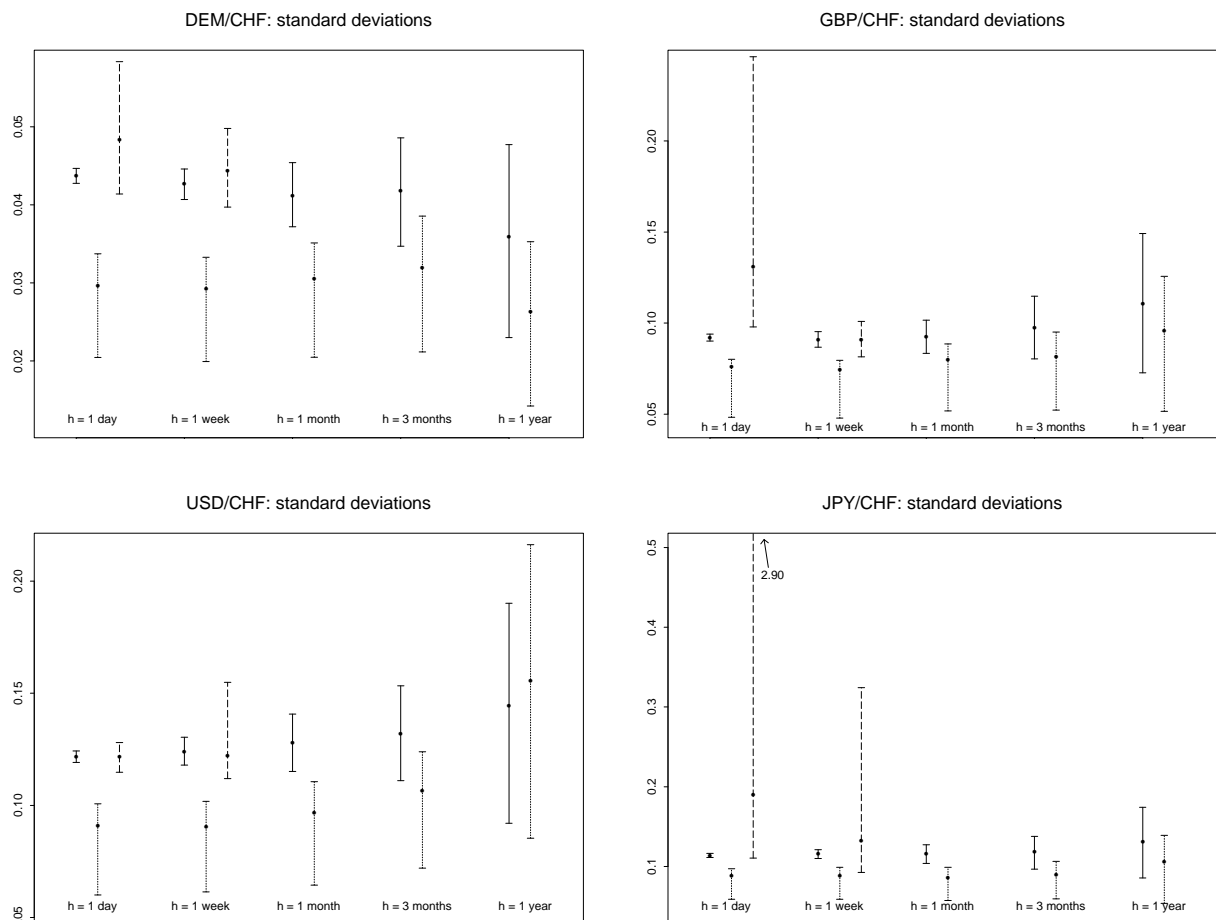 DEM/CHF: standard deviations
0.05
0.04
0.03
0.02
h = 1 day h = 1 week h = 1 month h = 3 months h = 1 year
GBP/CHF: standard deviations
0.20
0.15
0.10
0.05
h = 1 day h = 1 week h = 1 month h = 3 months h = 1 year
USD/CHF: standard deviations
0.20
0.15
0.10
h = 1 day h = 1 week h = 1 month h = 3 months h = 1 year
JPY/CHF: standard deviations
0.5
2.90
0.4
0.3
0.2
0.1
h = 1 day h = 1 week h = 1 month h = 3 months h = 1 year